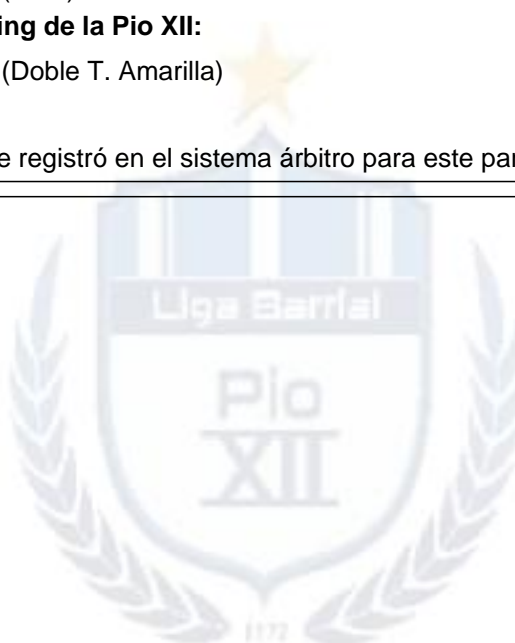 ing de la Pio XII:
(Doble T. Amarilla)
e registró en el sistema árbitro para este par
Liga Barrial
Pio
XII